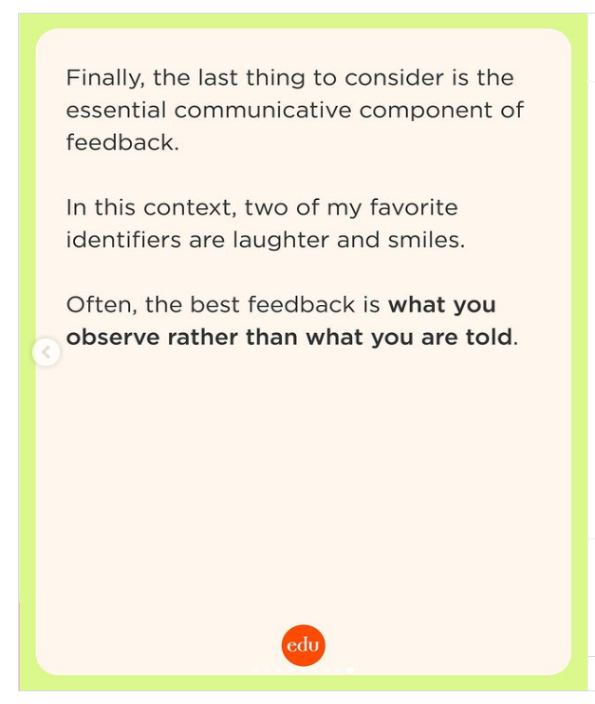 Finally, the last thing to consider is the
essential communicative component of
feedback.
In this context, two of my favorite
identifiers are laughter and smiles.
Often, the best feedback is what you
observe rather than what you are told.
edu